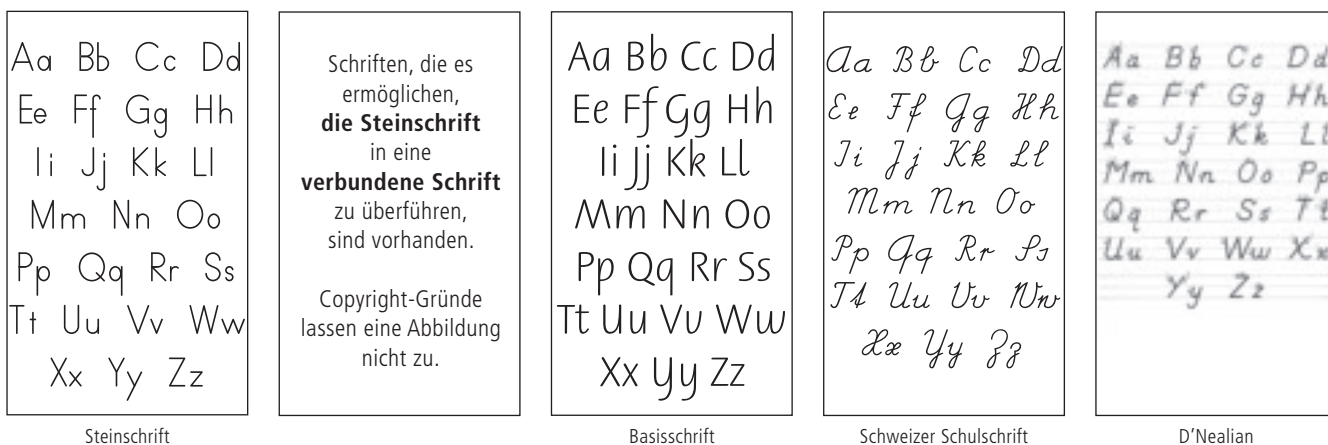 Aa Bb Cc Dd
Ee Ff Gg Hh
Ii Jj Kk Ll
Mm Nn Oo
Pp Qq Rr Ss
Tt Uu Vv Ww
Xx Yy Zz
Steinschrift
Schriften, die es
ermöglichen,
die Steinschrift
in eine
verbundene Schrift
zu überführen,
sind vorhanden.
Copyright-Gründe
lassen eine Abbildung
nicht zu.
Aa Bb Cc Dd
Ee Ff Gg Hh
Ii Jj Kk Ll
Mm Nn Oo
Pp Qq Rr Ss
Tt Uu Vv Ww
Xx Yy Zz
Basisschrift
Aa Bb Cc Dd
Ee Ff Gg Hh
Ii Jj Kk Ll
Mm Nn Oo
Pp Qq Rr Ss
Tt Uu Vv Ww
Xx Yy Zz
Schweizer Schulschrift
Aa Bb Cc Dd
Ee Ff Gg Hh
Ii Jj Kk Ll
Mm Nn Oo Pp
Qq Rr Ss Tt
Uu Vv Ww Xx
Yy Zz
D'Nealian